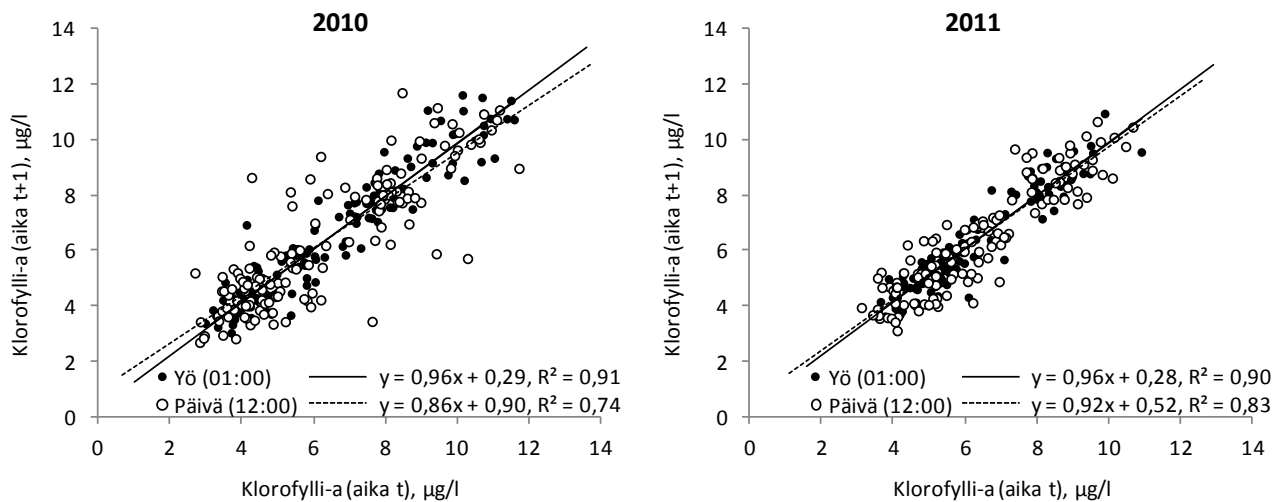 2010
14
12
10
8
6
4
2
0
Klorofylli-a (aika t+1), µg/l
Yö (01:00) y = 0,96x + 0,29, R² = 0,91
Päivä (12:00) y = 0,86x + 0,90, R² = 0,74
0 2 4 6 8 10 12 14
Klorofylli-a (aika t), µg/l
2011
14
12
10
8
6
4
2
0
Klorofylli-a (aika t+1), µg/l
Yö (01:00) y = 0,96x + 0,28, R² = 0,90
Päivä (12:00) y = 0,92x + 0,52, R² = 0,83
0 2 4 6 8 10 12 14
Klorofylli-a (aika t), µg/l